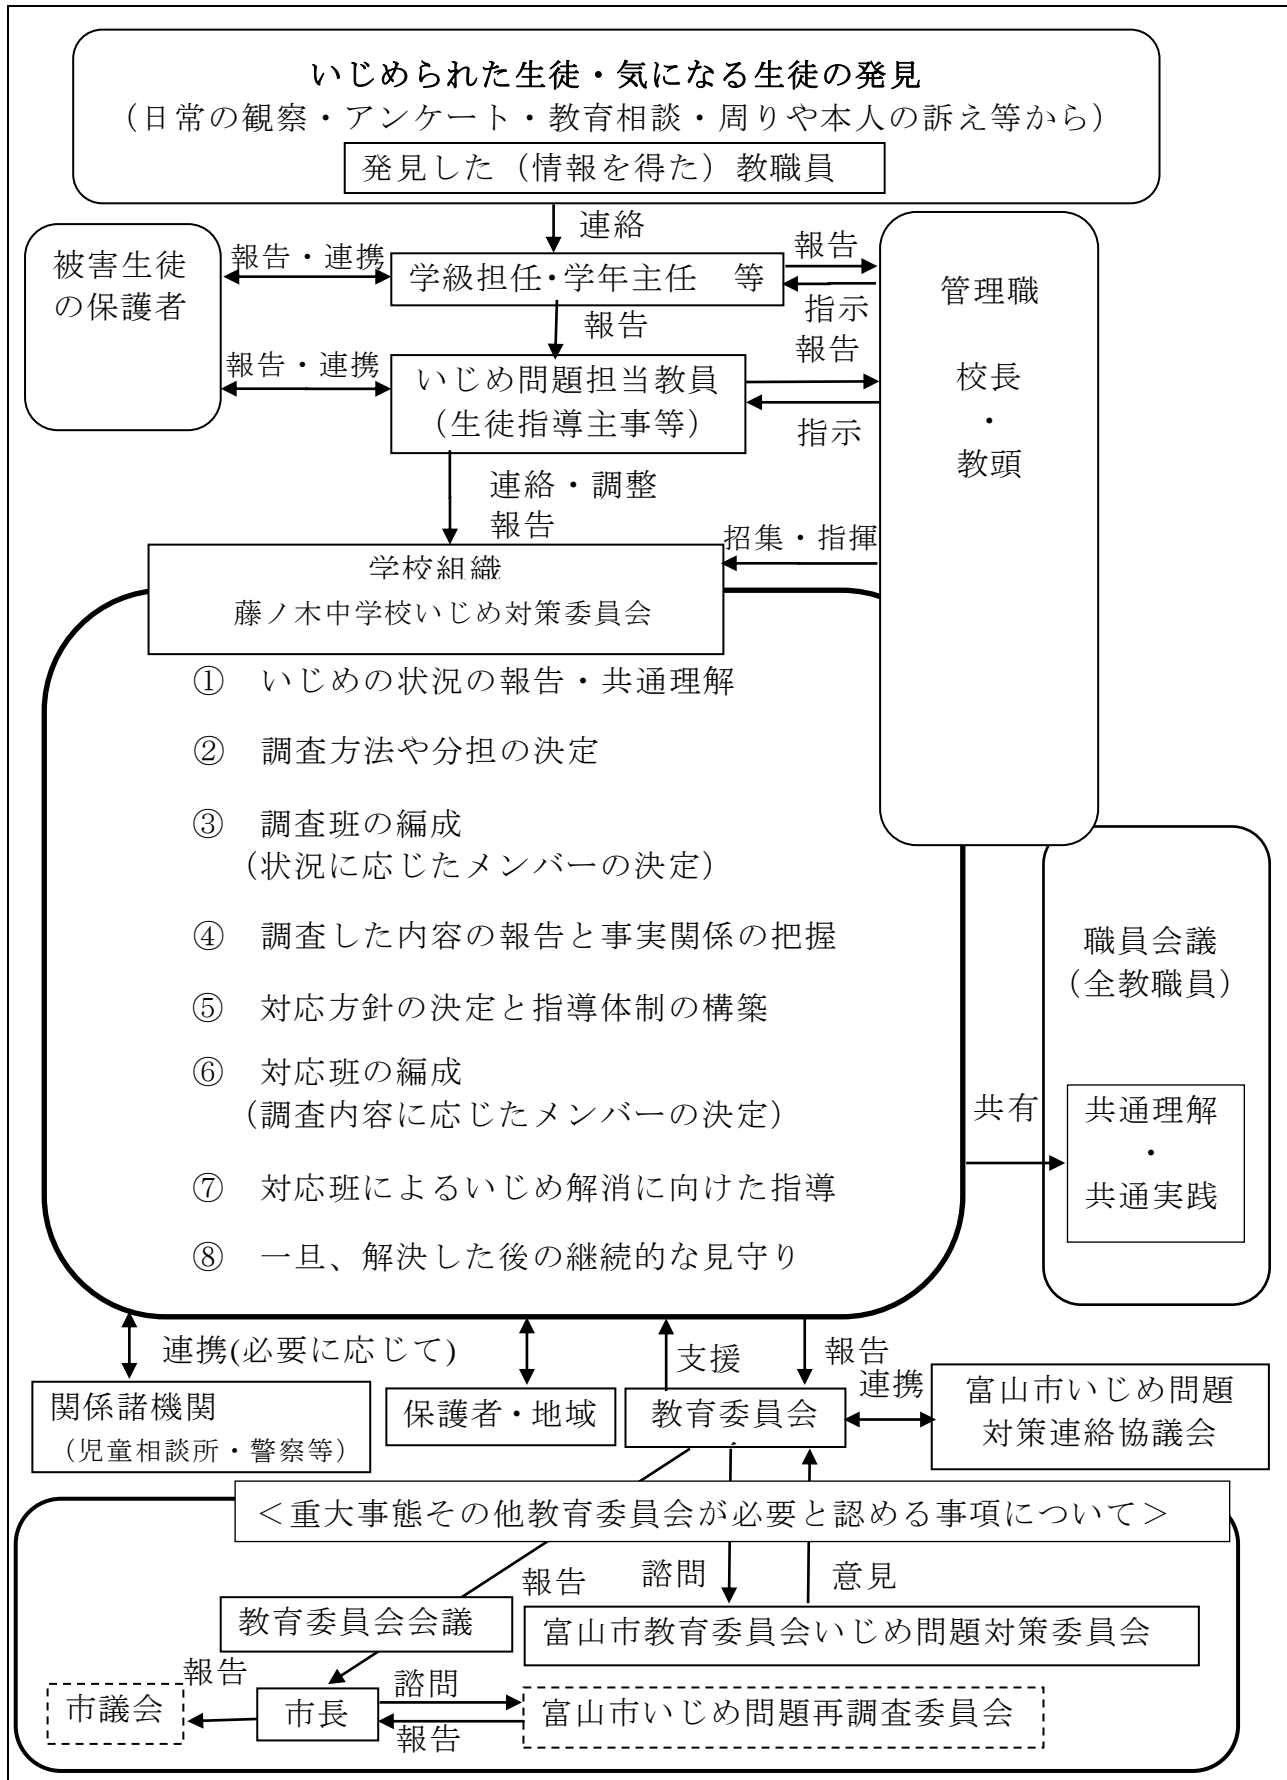 いじめられた生徒・気になる生徒の発見
（日常の観察・アンケート・教育相談・周りや本人の訴え等から）
発見した（情報を得た）教職員
連絡
被害生徒
の保護者
報告・連携
学級担任・学年主任　等
報告
指示
管理職
校長
・
教頭
報告
報告・連携
いじめ問題担当教員
（生徒指導主事等）
報告
指示
連絡・調整
報告
招集・指揮
学校組織
藤ノ木中学校いじめ対策委員会
①　いじめの状況の報告・共通理解
②　調査方法や分担の決定
③　調査班の編成
（状況に応じたメンバーの決定）
④　調査した内容の報告と事実関係の把握
⑤　対応方針の決定と指導体制の構築
⑥　対応班の編成
（調査内容に応じたメンバーの決定）
⑦　対応班によるいじめ解消に向けた指導
⑧　一旦、解決した後の継続的な見守り
共有
職員会議
（全教職員）
共通理解
・
共通実践
連携(必要に応じて)
支援
報告
関係諸機関
（児童相談所・警察等）
保護者・地域
教育委員会
連携
富山市いじめ問題
対策連絡協議会
＜重大事態その他教育委員会が必要と認める事項について＞
報告
諮問
意見
教育委員会会議
富山市教育委員会いじめ問題対策委員会
報告
市議会
市長
諮問
報告
富山市いじめ問題再調査委員会